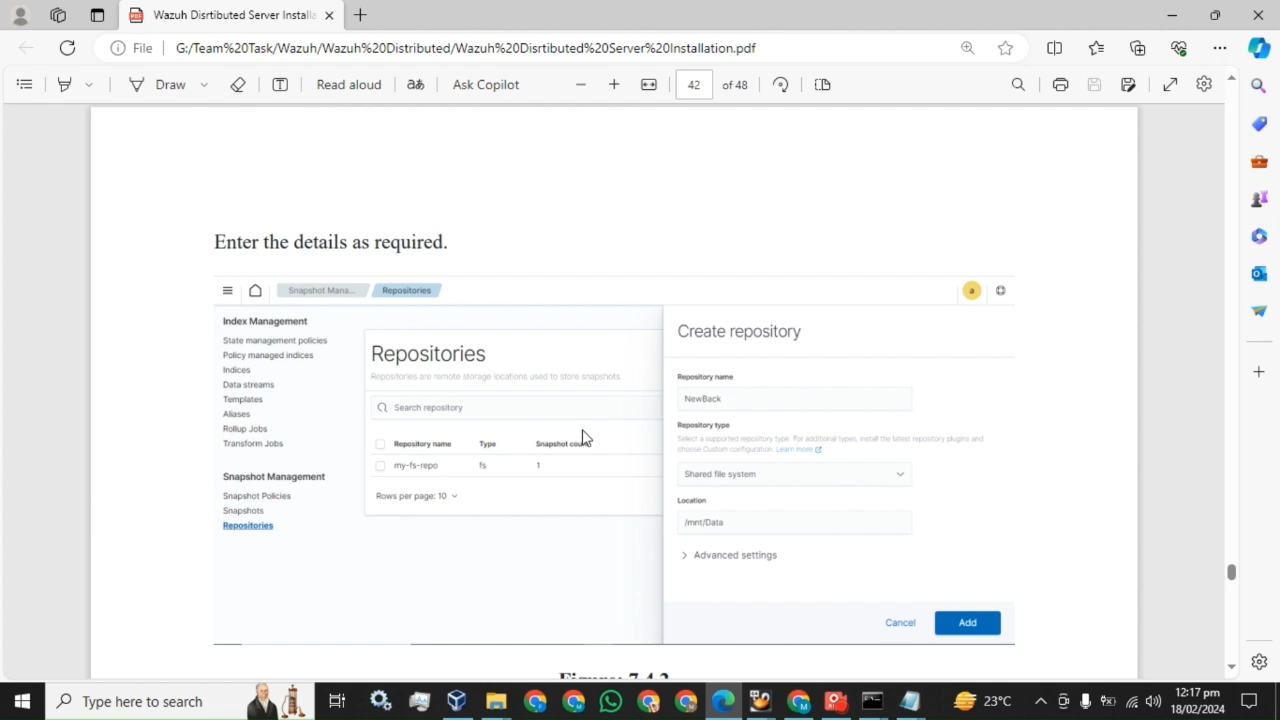 Wazuh Disrtibuted Server Installa
File
G:/Team%20Task/Wazuh/Wazuh%20Distributed/Wazuh%20Disrtibuted%20Server%20Installation.pdf
Draw
Read aloud
aあ
Ask Copilot
42
of 48
Enter the details as required.
Snapshot Mana...
Repositories
a
Index Management
State management policies
Policy managed indices
Indices
Data streams
Templates
Aliases
Rollup Jobs
Transform Jobs
Snapshot Management
Snapshot Policies
Snapshots
Repositories
Repositories
Repositories are remote storage locations used to store snapshots.
Search repository
Repository name Type Snapshot count
my-fs-repo fs 1
Rows per page: 10
Create repository
Repository name
NewBack
Repository type
Select a supported repository type. For additional types, install the latest repository plugins and
choose Custom configuration. Learn more
Shared file system
Location
/mnt/Data
Advanced settings
Cancel
Add
Figure: 7.4.2
Type here to search
23°C
12:17 pm
18/02/2024